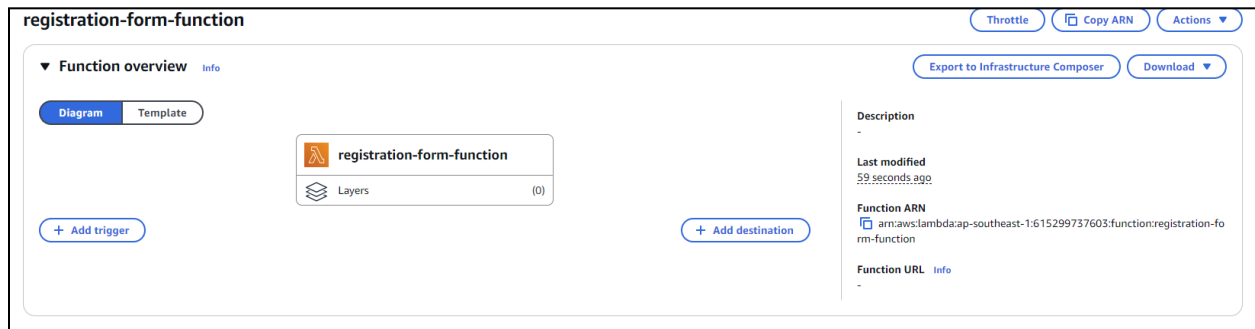 registration-form-function
Throttle
Copy ARN
Actions
Function overview Info
Export to Infrastructure Composer
Download
Diagram
Template
registration-form-function
Layers (0)
+ Add trigger
+ Add destination
Description
-
Last modified
59 seconds ago
Function ARN
arn:aws:lambda:ap-southeast-1:615299737603:function:registration-fo
rm-function
Function URL Info
-